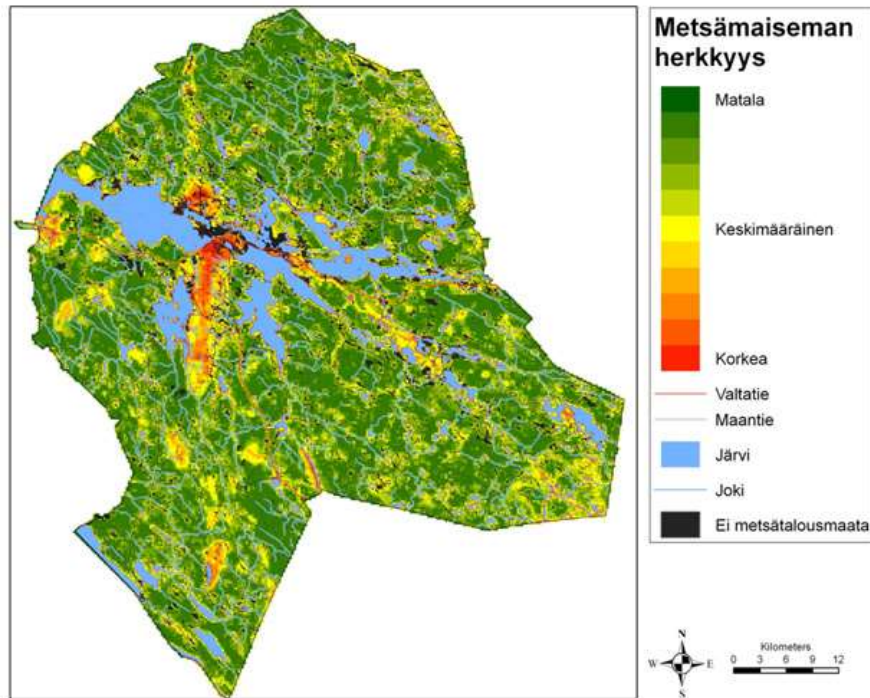 Metsämaiseman
herkkyys
Matala
Keskimääräinen
Korkea
Valtatie
Maantie
Järvi
Joki
Ei metsätalousmaata
N
W E
S
Kilometers
0 3 6 9 12